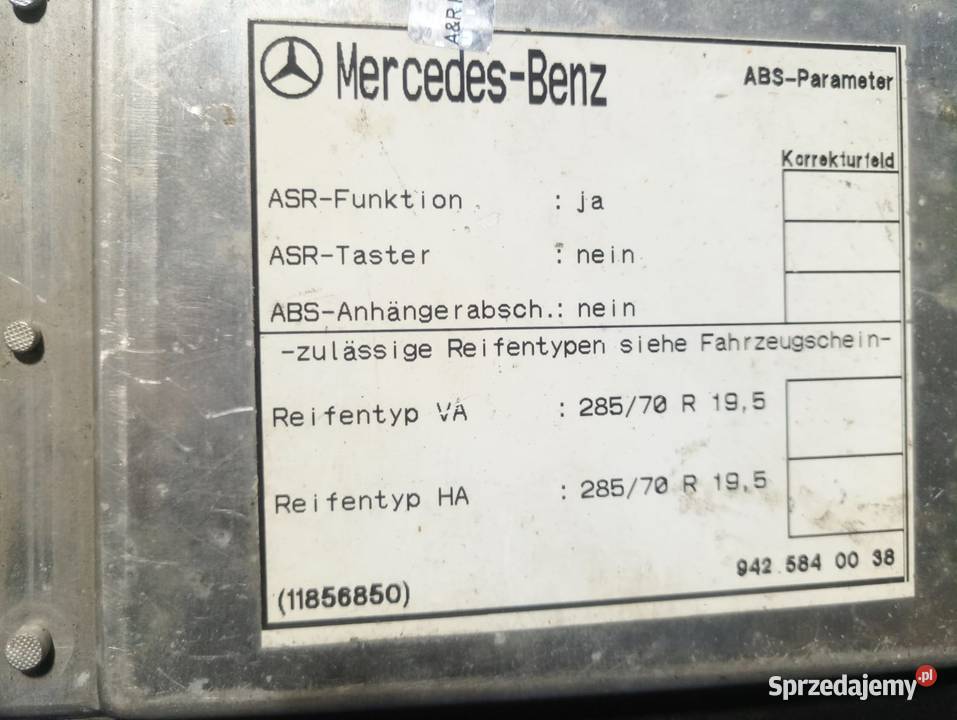 A&R
Mercedes-Benz
ABS-Parameter
Korrekturfeld
ASR-Funktion : ja
ASR-Taster : nein
ABS-Anhängerabsch.: nein
-zulässige Reifentypen siehe Fahrzeugschein-
Reifentyp VA : 285/70 R 19,5
Reifentyp HA : 285/70 R 19,5
942 584 00 38
(11856850)
Sprzedajemy.pl